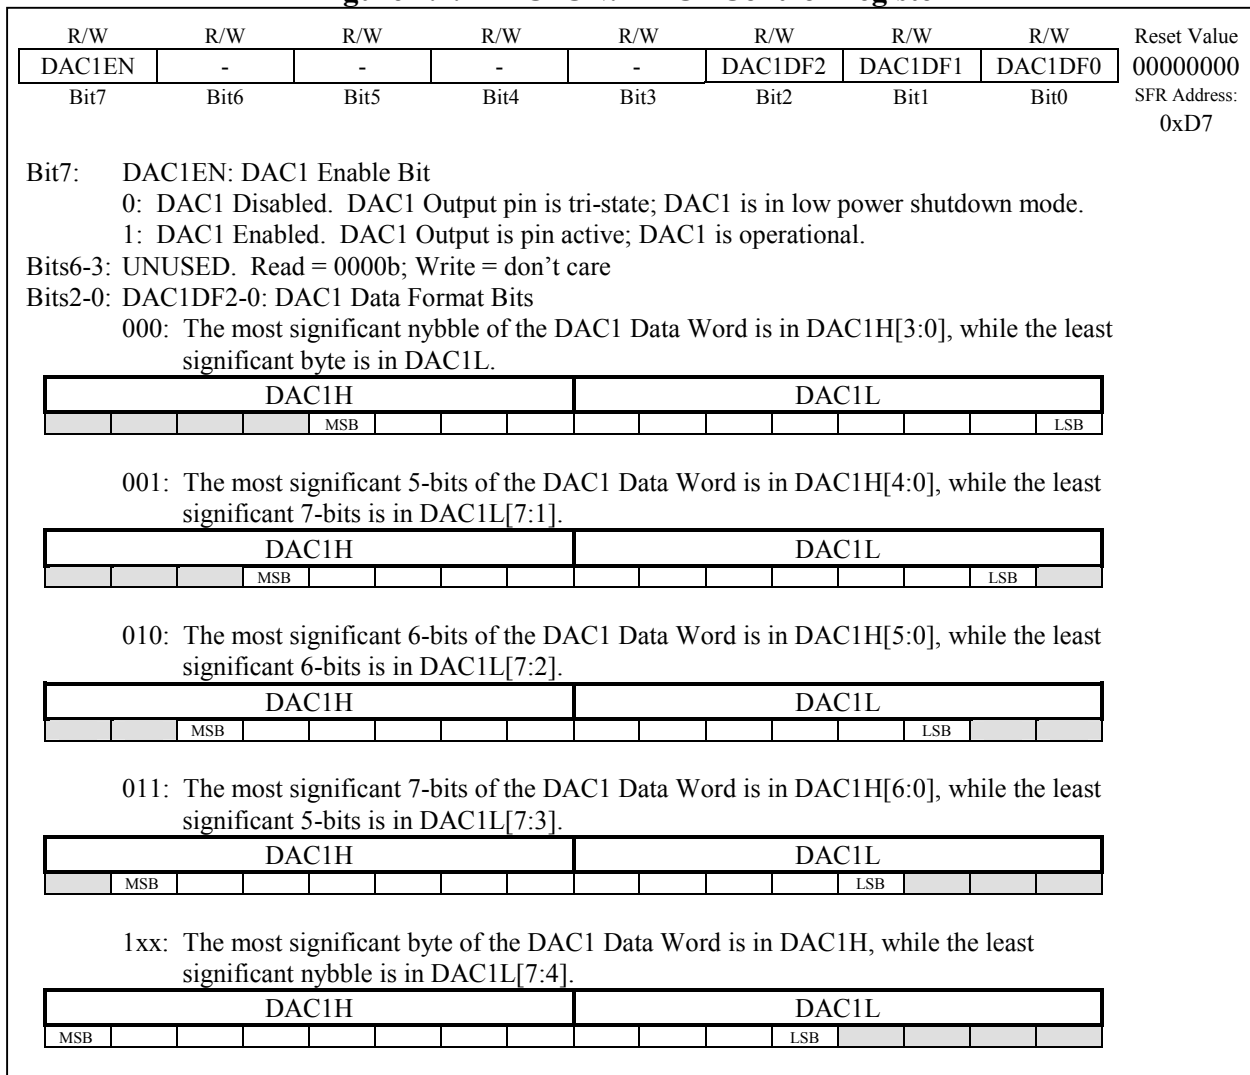 R/W R/W R/W R/W R/W R/W R/W R/W Reset Value
DAC1EN - - - - DAC1DF2 DAC1DF1 DAC1DF0 00000000
Bit7 Bit6 Bit5 Bit4 Bit3 Bit2 Bit1 Bit0 SFR Address:
0xD7
Bit7: DAC1EN: DAC1 Enable Bit
0: DAC1 Disabled. DAC1 Output pin is tri-state; DAC1 is in low power shutdown mode.
1: DAC1 Enabled. DAC1 Output is pin active; DAC1 is operational.
Bits6-3: UNUSED. Read = 0000b; Write = don't care
Bits2-0: DAC1DF2-0: DAC1 Data Format Bits
000: The most significant nybble of the DAC1 Data Word is in DAC1H[3:0], while the least
significant byte is in DAC1L.
DAC1H DAC1L
MSB LSB
001: The most significant 5-bits of the DAC1 Data Word is in DAC1H[4:0], while the least
significant 7-bits is in DAC1L[7:1].
DAC1H DAC1L
MSB LSB
010: The most significant 6-bits of the DAC1 Data Word is in DAC1H[5:0], while the least
significant 6-bits is in DAC1L[7:2].
DAC1H DAC1L
MSB LSB
011: The most significant 7-bits of the DAC1 Data Word is in DAC1H[6:0], while the least
significant 5-bits is in DAC1L[7:3].
DAC1H DAC1L
MSB LSB
1xx: The most significant byte of the DAC1 Data Word is in DAC1H, while the least
significant nybble is in DAC1L[7:4].
DAC1H DAC1L
MSB LSB